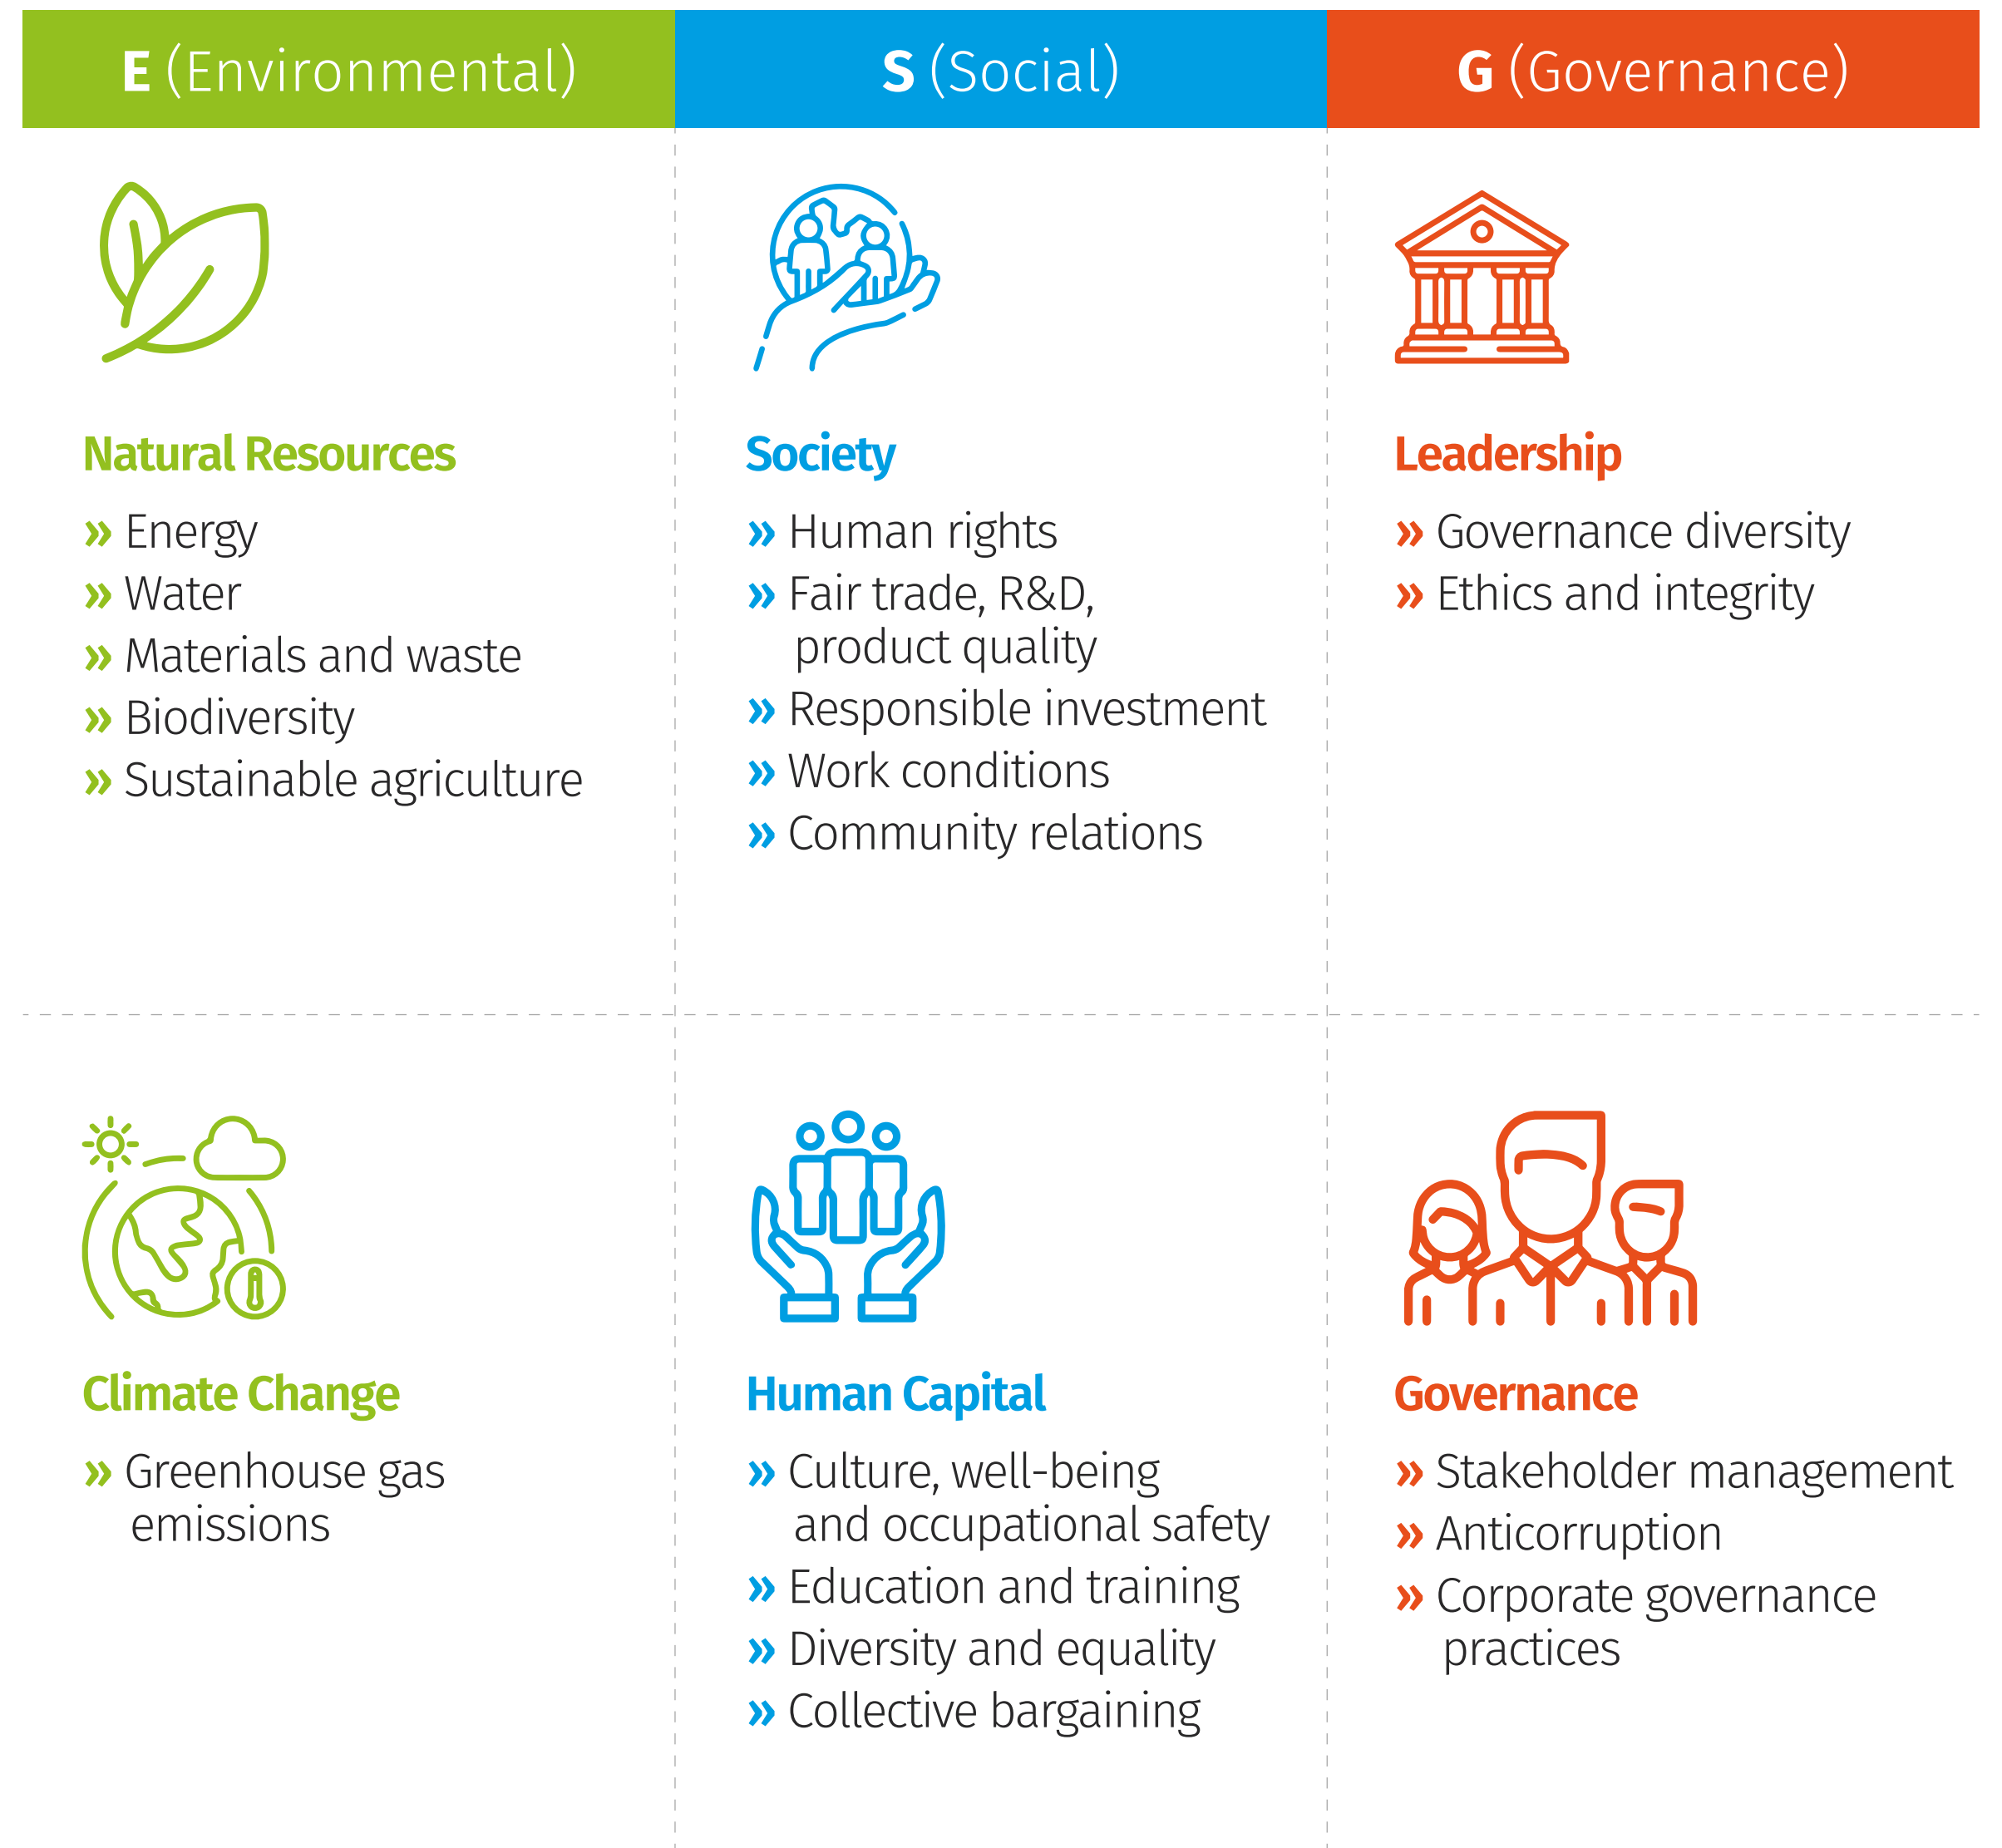 E (Environmental)
S (Social)
G (Governance)
Natural Resources
» Energy
» Water
» Materials and waste
» Biodiversity
» Sustainable agriculture
Society
» Human rights
» Fair trade, R&D,
product quality
» Responsible investment
» Work conditions
» Community relations
Leadership
» Governance diversity
» Ethics and integrity
Climate Change
» Greenhouse gas
emissions
Human Capital
» Culture, well-being
and occupational safety
» Education and training
» Diversity and equality
» Collective bargaining
Governance
» Stakeholder management
» Anticorruption
» Corporate governance
practices